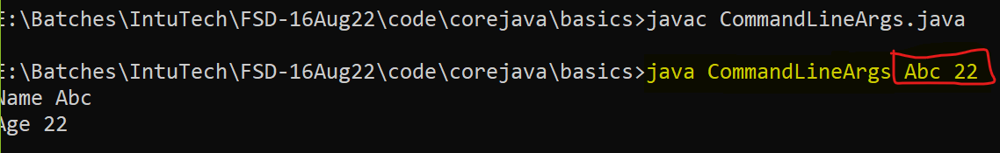 E:\Batches\IntuTech\FSD-16Aug22\code\corejava\basics>javac CommandLineArgs.java
E:\Batches\IntuTech\FSD-16Aug22\code\corejava\basics>java CommandLineArgs Abc 22
Name Abc
Age 22